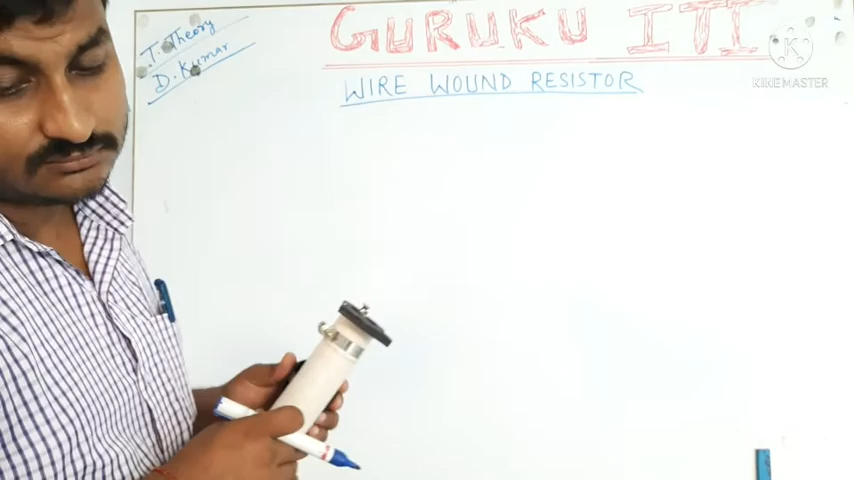 T. Theory
D. Kumar
GURUKU ITI
WIRE WOUND RESISTOR
K
KINEMASTER